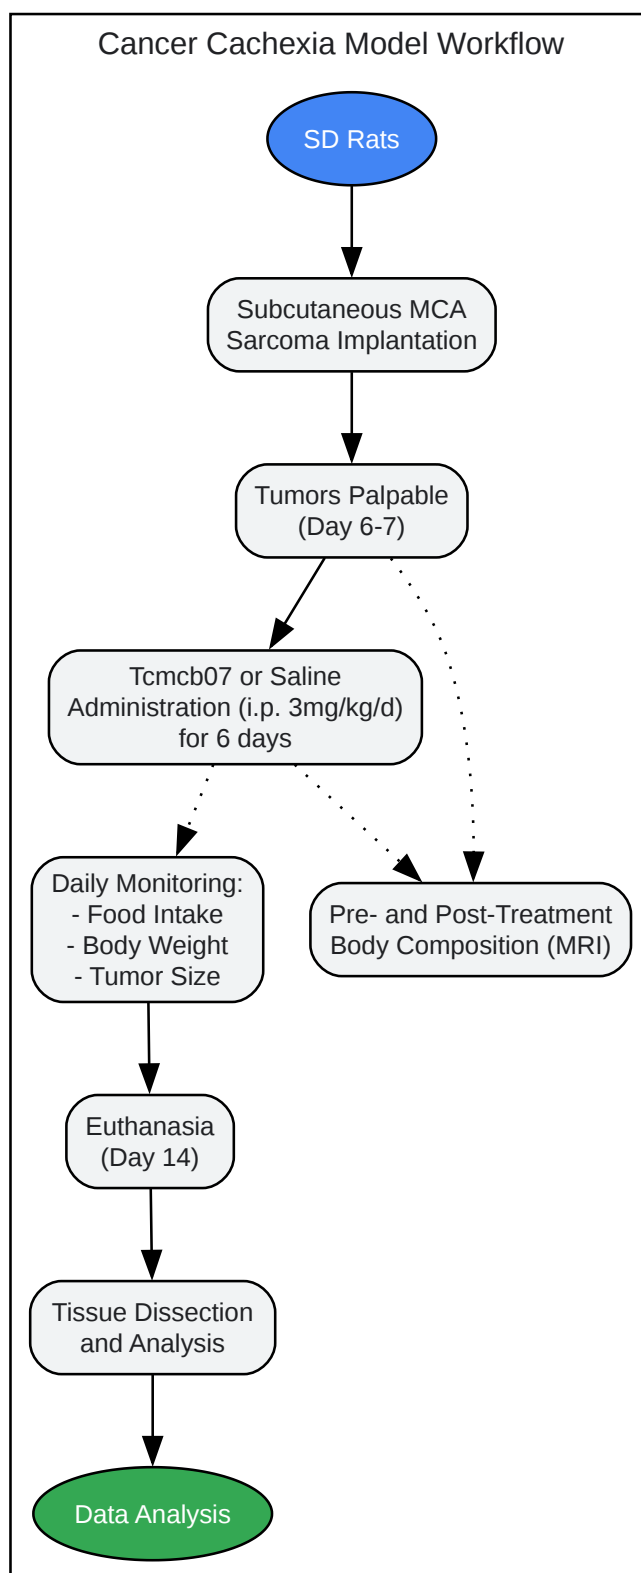 Cancer Cachexia Model Workflow
SD Rats
Subcutaneous MCA
Sarcoma Implantation
Tumors Palpable
(Day 6-7)
Tcmcb07 or Saline
Administration (i.p. 3mg/kg/d)
for 6 days
Daily Monitoring:
- Food Intake
- Body Weight
- Tumor Size
Pre- and Post-Treatment
Body Composition (MRI)
Euthanasia
(Day 14)
Tissue Dissection
and Analysis
Data Analysis